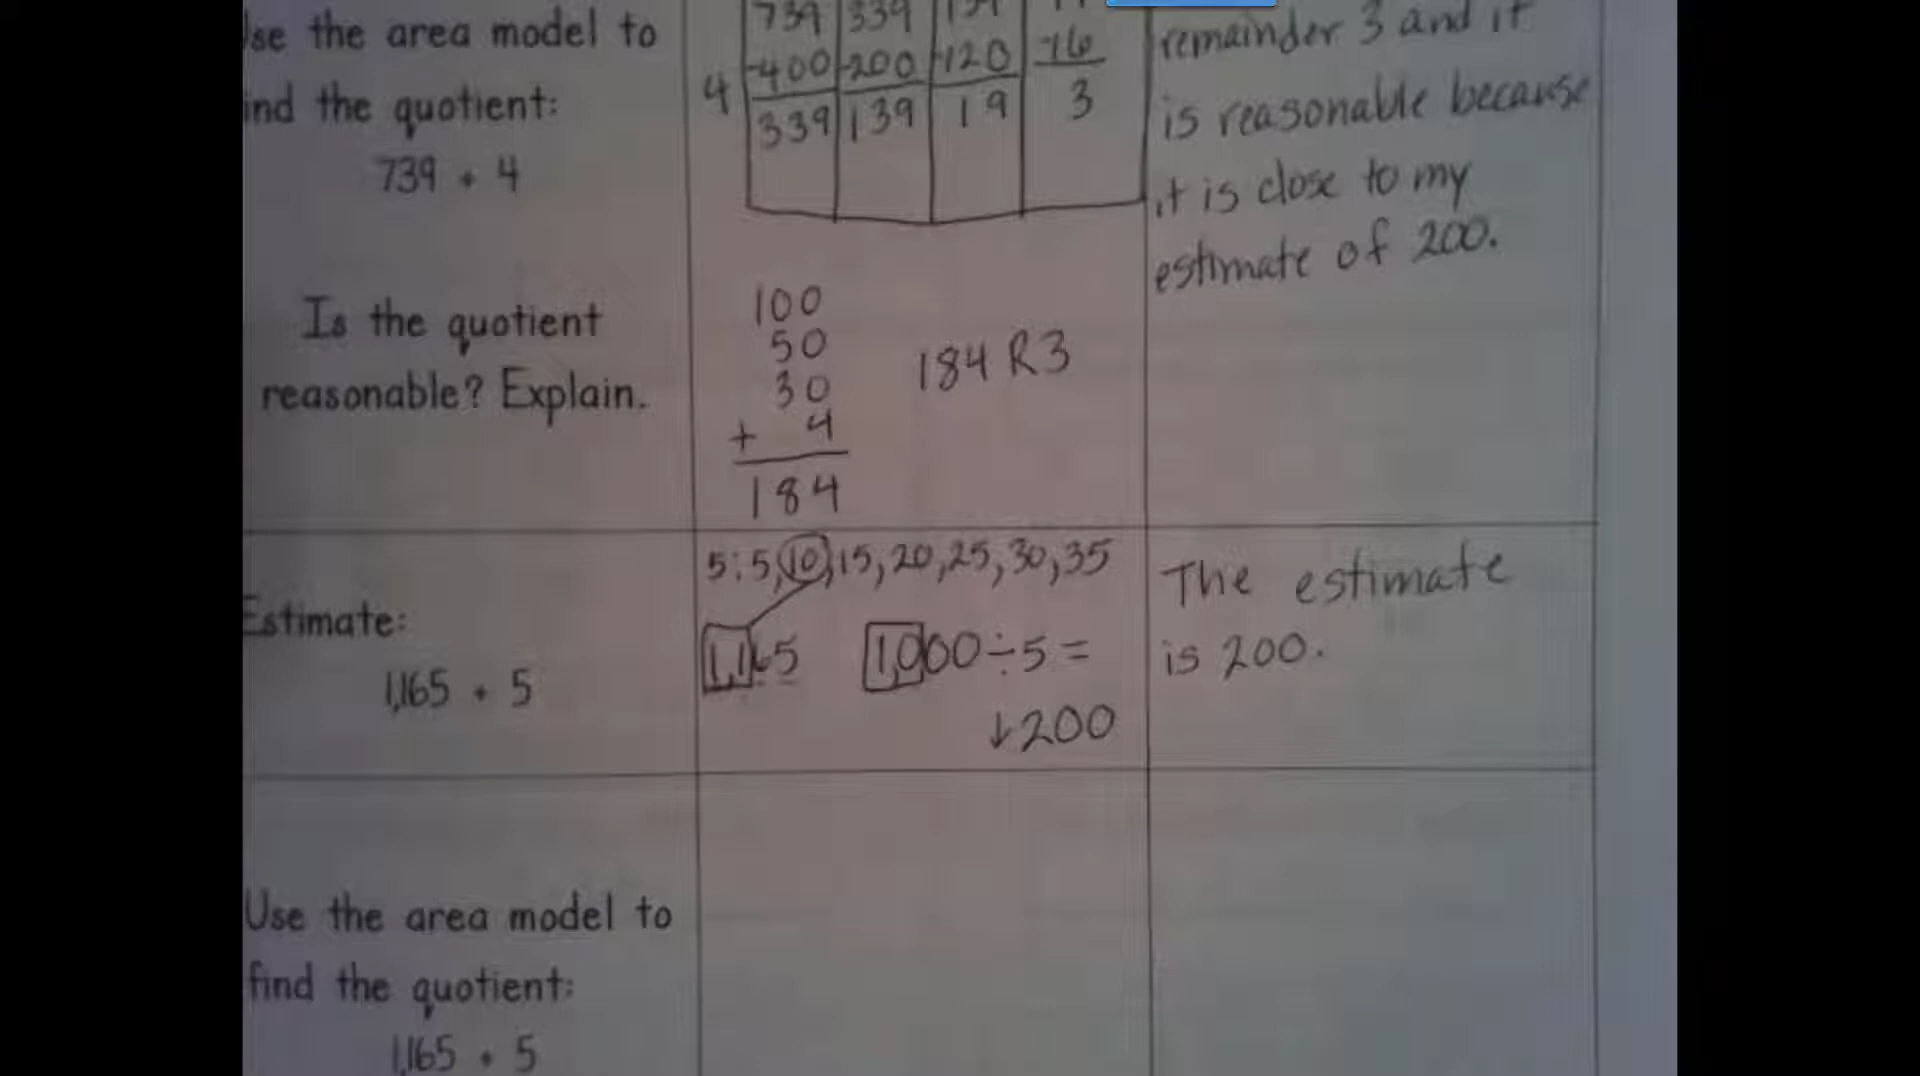 se the area model to
ind the quotient:
739 ÷ 4
Is the quotient
reasonable? Explain.
739 339
4 -400 -200 -120 -16
339 139 19 3
100
50
30
+ 4
184
184 R3
remainder 3 and it
is reasonable because
it is close to my
estimate of 200.
Estimate:
1,165 ÷ 5
5: 5, 10, 15, 20, 25, 30, 35
1,165 1,000 ÷ 5 =
↓ 200
The estimate
is 200.
Use the area model to
find the quotient:
1,165 ÷ 5